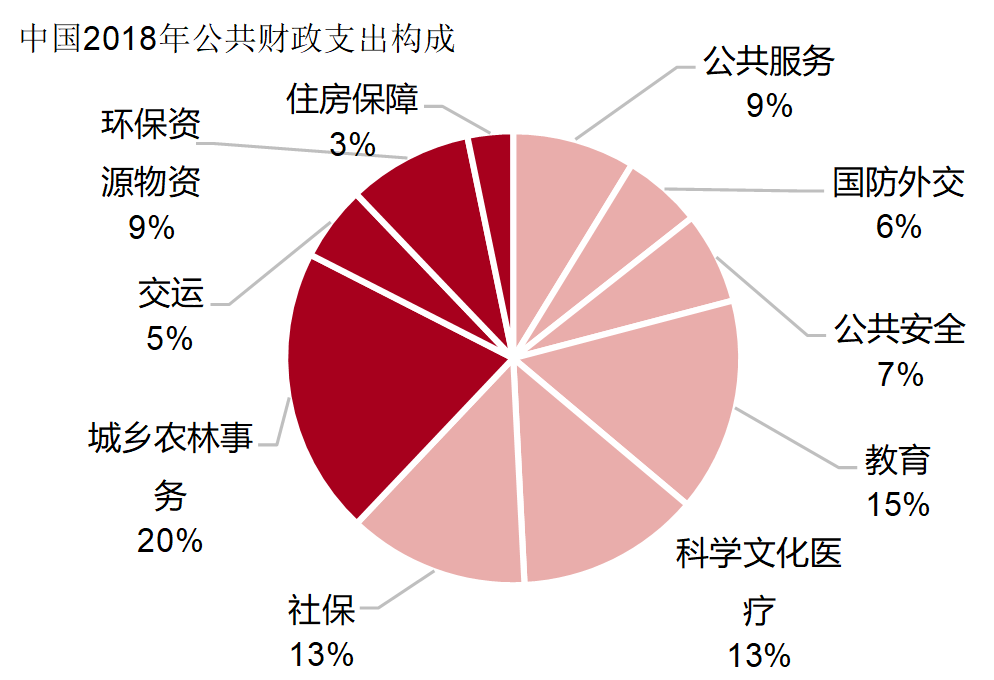 中国2018年公共财政支出构成
公共服务
9%
国防外交
6%
公共安全
7%
教育
15%
科学文化医
疗
13%
社保
13%
城乡农林事
务
20%
交运
5%
环保资
源物资
9%
住房保障
3%